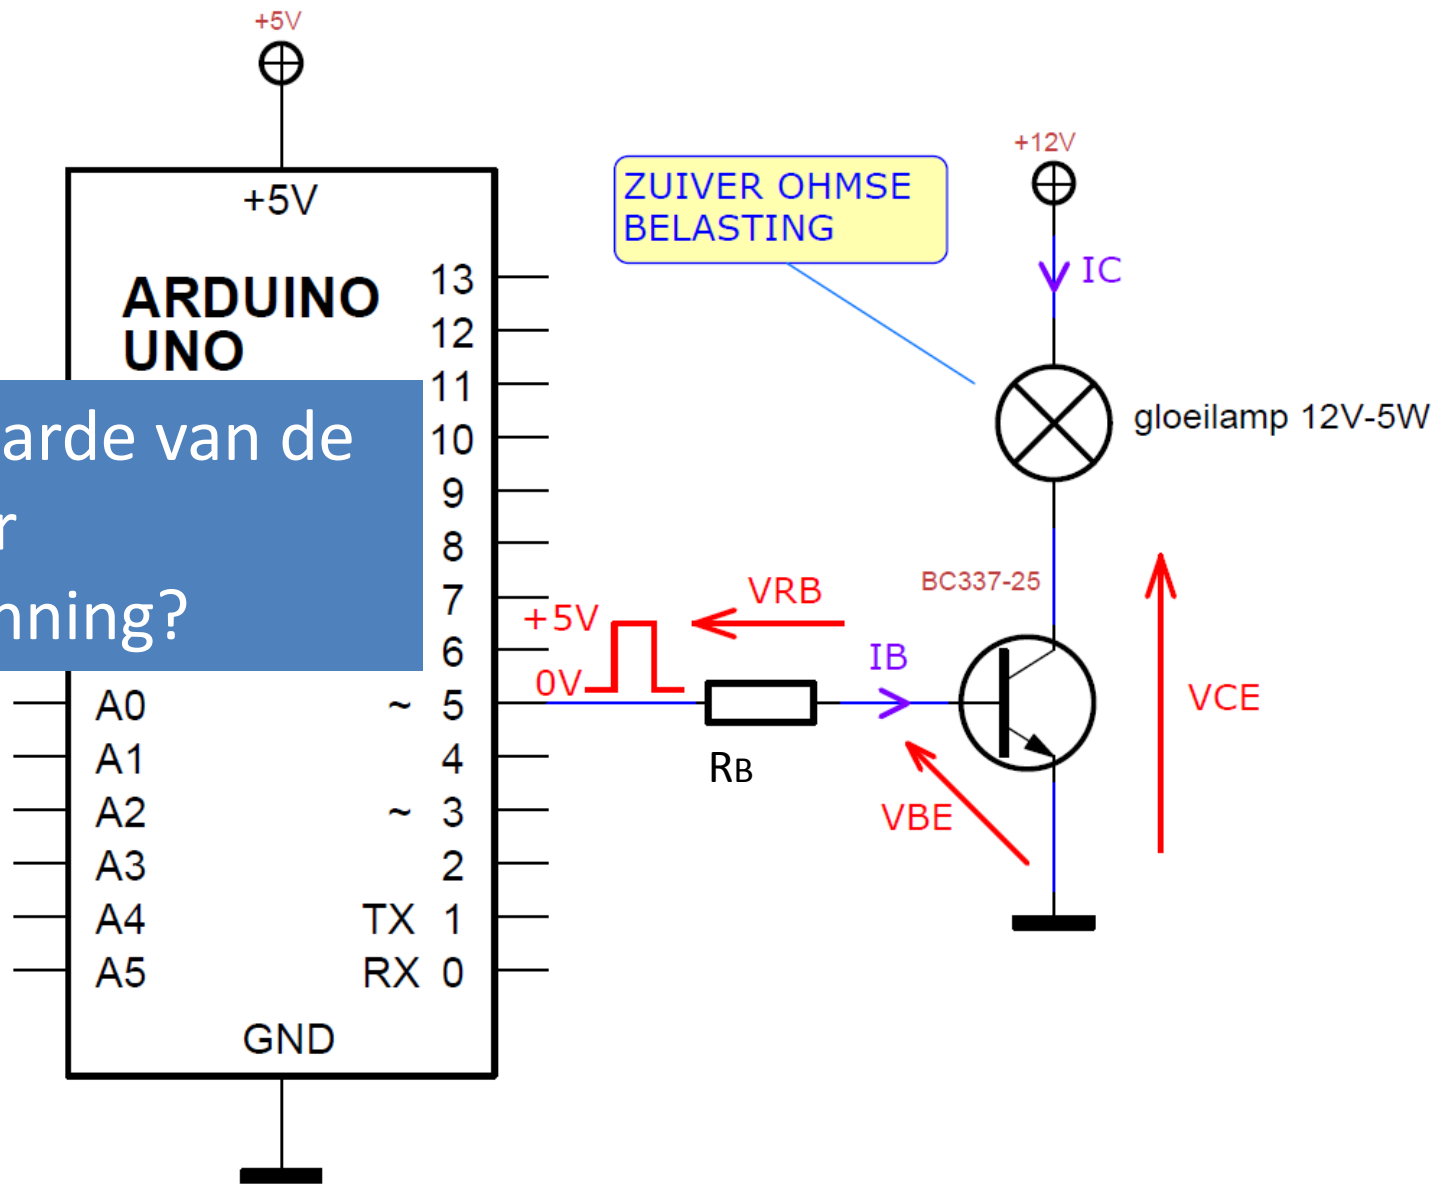 +5V
+5V
ARDUINO
UNO
13
12
11
10
9
8
7
6
~ 5
4
~ 3
2
TX 1
RX 0
A0
A1
A2
A3
A4
A5
GND
van de
nning?
+5V
0V
VRB
IB
RB
VBE
ZUIVER OHMSE
BELASTING
+12V
IC
gloeilamp 12V-5W
BC337-25
VCE